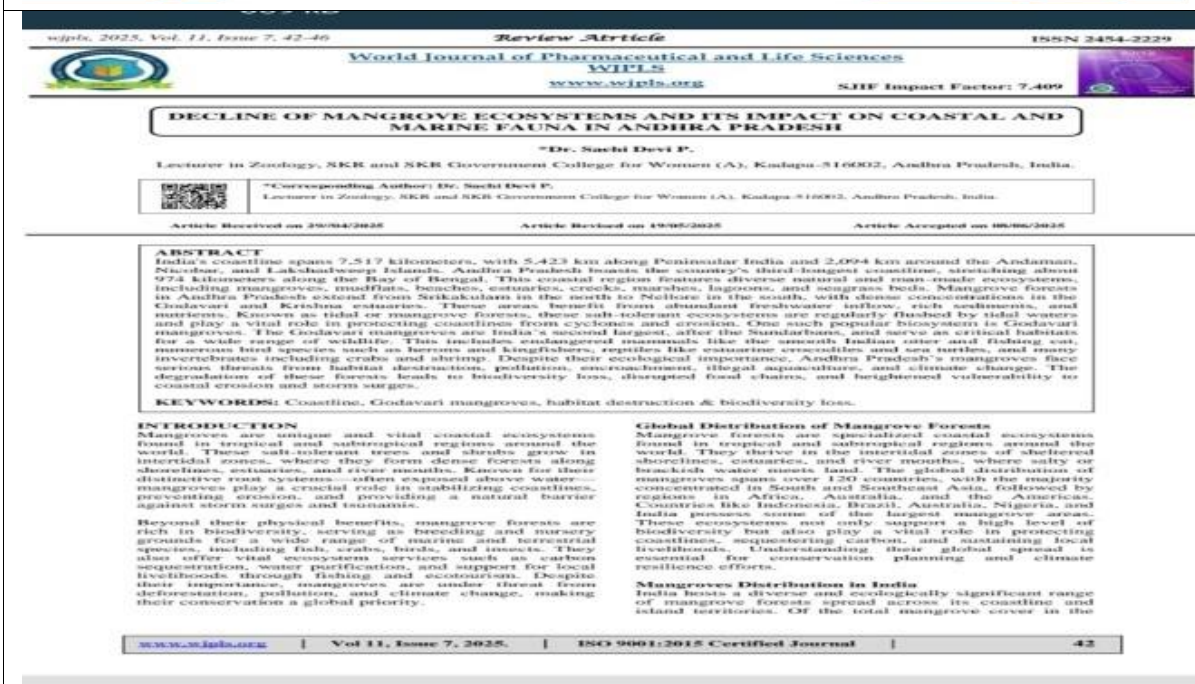 wjpls, 2025, Vol. 11, Issue 7, 42-46
Review Atrticle
ISSN 2454-2229
World Journal of Pharmaceutical and Life Sciences
WJPLS
www.wjpls.org
SJIF Impact Factor: 7.409
DECLINE OF MANGROVE ECOSYSTEMS AND ITS IMPACT ON COASTAL AND
MARINE FAUNA IN ANDHRA PRADESH
*Dr. Sachi Devi P.
Lecturer in Zoology, SKR and SKR Government College for Women (A), Kadapa-516002, Andhra Pradesh, India.
*Corresponding Author: Dr. Sachi Devi P.
Lecturer in Zoology, SKR and SKR Government College for Women (A), Kadapa-516002, Andhra Pradesh, India.
Article Received on 29//04/2025
Article Revised on 19/05/2025
Article Accepted on 08/06/2025
ABSTRACT
India's coastline spans 7,517 kilometers, with 5,423 km along Peninsular India and 2,094 km around the Andaman,
Nicobar, and Lakshadweep Islands. Andhra Pradesh boasts the country's third-longest coastline, stretching about
974 kilometers along the Bay of Bengal. This coastal region features diverse natural and man-made ecosystems,
including mangroves, mudflats, beaches, estuaries, creeks, marshes, lagoons, and seagrass beds. Mangrove forests
in Andhra Pradesh extend from Srikakulam in the north to Nellore in the south, with dense concentrations in the
Godavari and Krishna estuaries. These areas benefit from abundant freshwater inflow, rich sediments, and
nutrients. Known as tidal or mangrove forests, these salt-tolerant ecosystems are regularly flushed by tidal waters
and play a vital role in protecting coastlines from cyclones and erosion. One such popular biosystem is Godavari
mangroves. The Godavari mangroves are India's second largest, after the Sundarbans, and serve as critical habitats
for a wide range of wildlife. This includes endangered mammals like the smooth Indian otter and fishing cat,
numerous bird species such as herons and kingfishers, reptiles like estuarine crocodiles and sea turtles, and many
invertebrates including crabs and shrimp. Despite their ecological importance, Andhra Pradesh's mangroves face
serious threats from habitat destruction, pollution, encroachment, illegal aquaculture, and climate change. The
degradation of these forests leads to biodiversity loss, disrupted food chains, and heightened vulnerability to
coastal erosion and storm surges.
KEYWORDS: Coastline, Godavari mangroves, habitat destruction & biodiversity loss.
INTRODUCTION
Mangroves are unique and vital coastal ecosystems
found in tropical and subtropical regions around the
world. These salt-tolerant trees and shrubs grow in
intertidal zones, where they form dense forests along
shorelines, estuaries, and river mouths. Known for their
distinctive root systems—often exposed above water—
mangroves play a crucial role in stabilizing coastlines,
preventing erosion, and providing a natural barrier
against storm surges and tsunamis.
Beyond their physical benefits, mangrove forests are
rich in biodiversity, serving as breeding and nursery
grounds for a wide range of marine and terrestrial
species, including fish, crabs, birds, and insects. They
also offer vital ecosystem services such as carbon
sequestration, water purification, and support for local
livelihoods through fishing and ecotourism. Despite
their importance, mangroves are under threat from
deforestation, pollution, and climate change, making
their conservation a global priority.
Global Distribution of Mangrove Forests
Mangrove forests are specialized coastal ecosystems
found in tropical and subtropical regions around the
world. They thrive in the intertidal zones of sheltered
shorelines, estuaries, and river mouths, where salty or
brackish water meets land. The global distribution of
mangroves spans over 120 countries, with the majority
concentrated in South and Southeast Asia, followed by
regions in Africa, Australia, and the Americas.
Countries like Indonesia, Brazil, Australia, Nigeria, and
India possess some of the largest mangrove areas.
These ecosystems not only support a high level of
biodiversity but also play a vital role in protecting
coastlines, sequestering carbon, and sustaining local
livelihoods. Understanding their global spread is
essential for conservation planning and climate
resilience efforts.
Mangroves Distribution in India
India hosts a diverse and ecologically significant range
of mangrove forests spread across its coastline and
island territories. Of the total mangrove cover in the
www.wjpls.org | Vol 11, Issue 7, 2025. | ISO 9001:2015 Certified Journal | 42